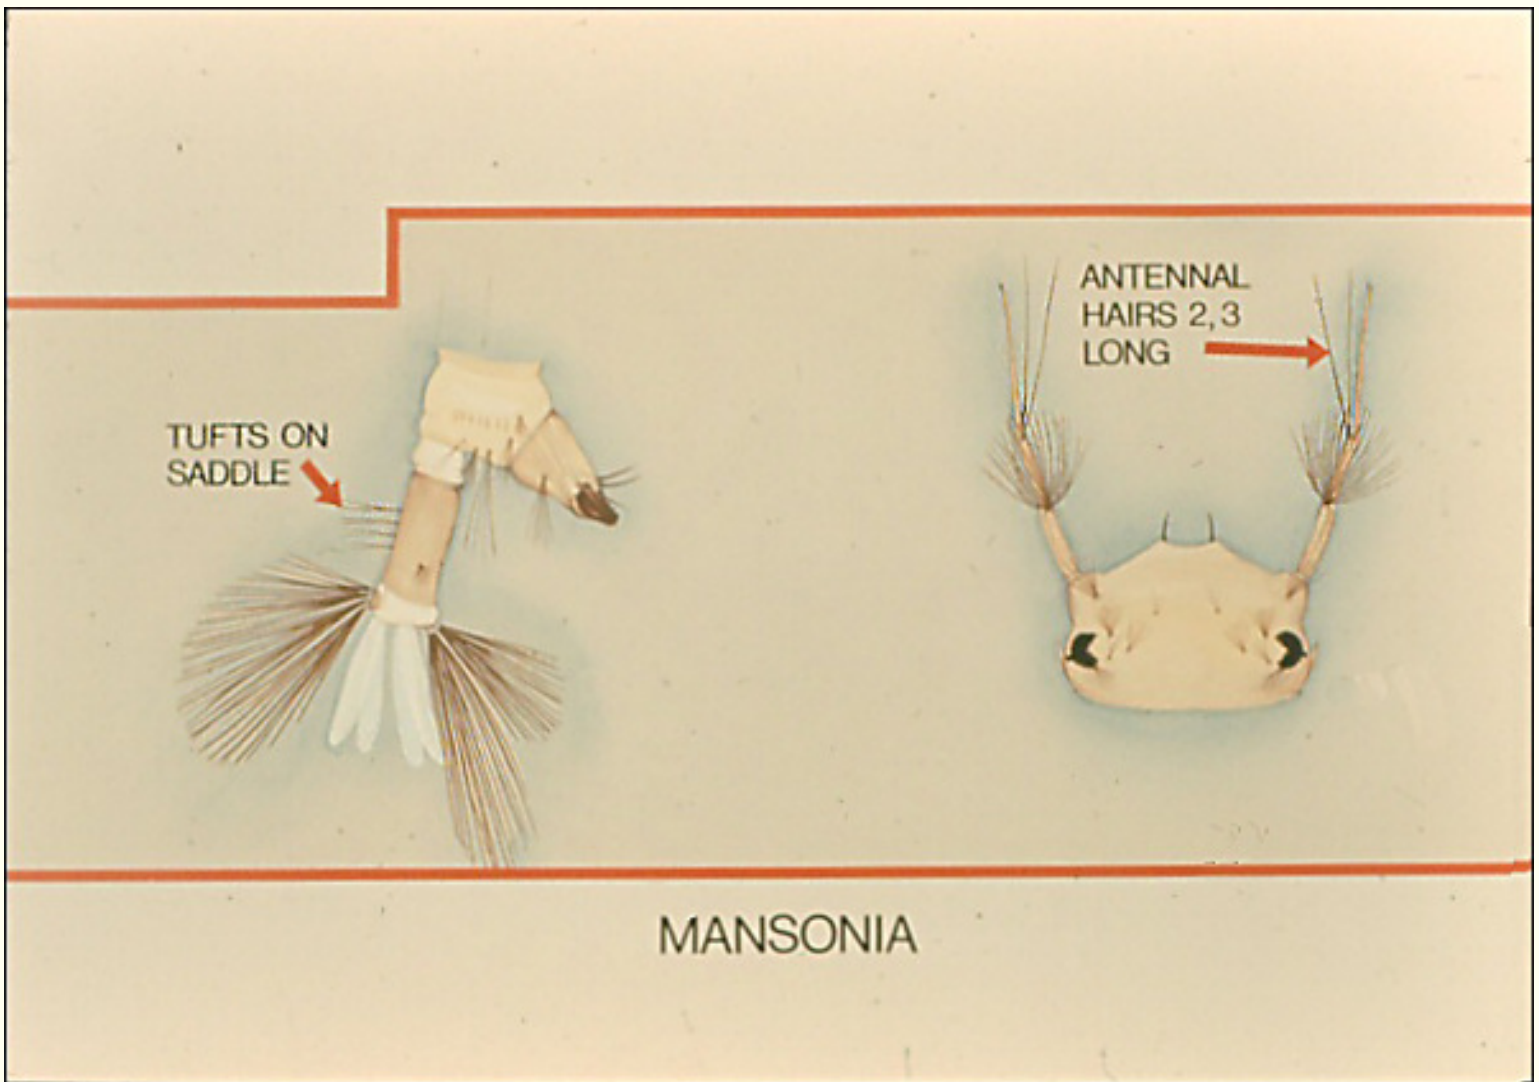 TUFTS ON
SADDLE
ANTENNAL
HAIRS 2, 3
LONG
MANSONIA